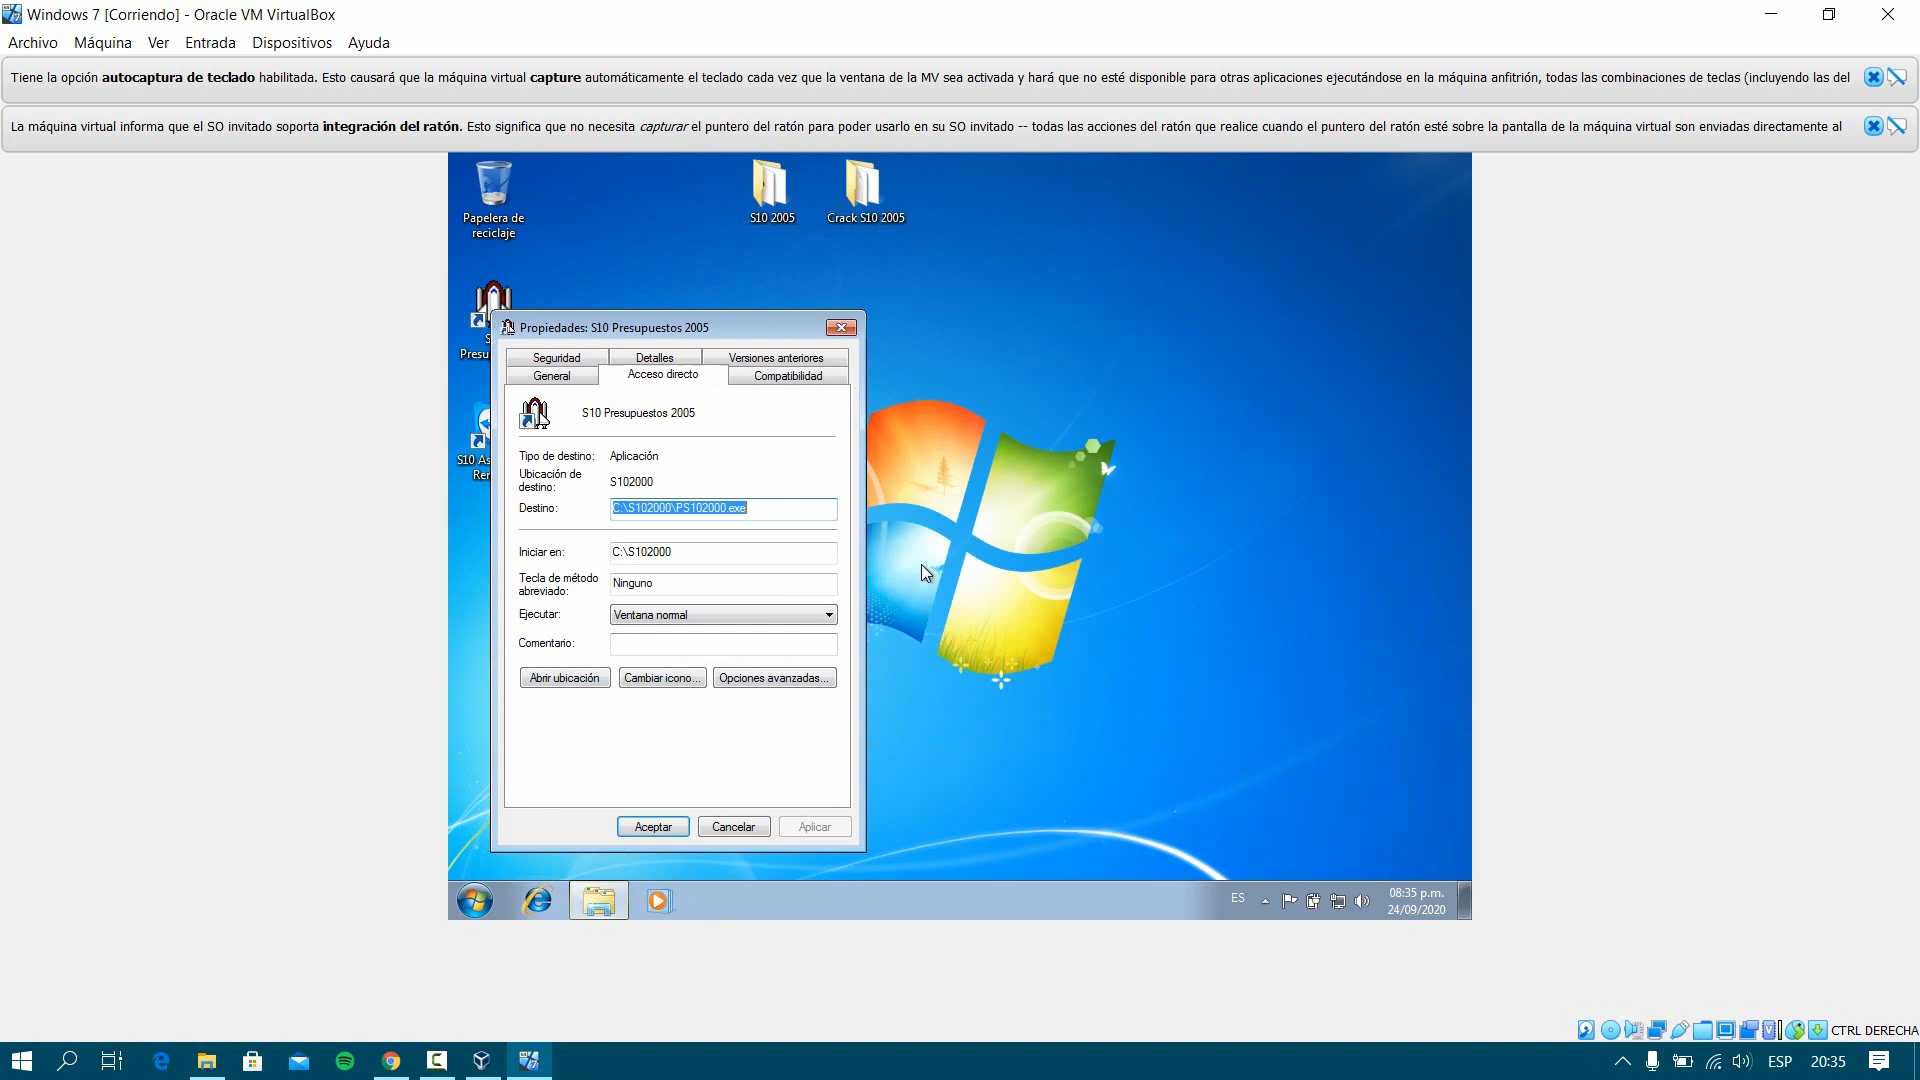 Windows 7 [Corriendo] - Oracle VM VirtualBox
Archivo Máquina Ver Entrada Dispositivos Ayuda
Tiene la opción autocaptura de teclado habilitada. Esto causará que la máquina virtual capture automáticamente el teclado cada vez que la ventana de la MV sea activada y hará que no esté disponible para otras aplicaciones ejecutándose en la máquina anfitrión, todas las combinaciones de teclas (incluyendo las del
La máquina virtual informa que el SO invitado soporta integración del ratón. Esto significa que no necesita capturar el puntero del ratón para poder usarlo en su SO invitado -- todas las acciones del ratón que realice cuando el puntero del ratón esté sobre la pantalla de la máquina virtual son enviadas directamente al
Papelera de
reciclaje
S10 2005
Crack S10 2005
S
Presu
S10 As
Rer
Propiedades: S10 Presupuestos 2005
Seguridad Detalles Versiones anteriores
General Acceso directo Compatibilidad
S10 Presupuestos 2005
Tipo de destino: Aplicación
Ubicación de
destino: S102000
Destino: C:\S102000\PS102000.exe
Iniciar en: C:\S102000
Tecla de método
abreviado: Ninguno
Ejecutar: Ventana normal
Comentario:
Abrir ubicación Cambiar icono... Opciones avanzadas...
Aceptar Cancelar Aplicar
ES
08:35 p.m.
24/09/2020
CTRL DERECHA
ESP 20:35